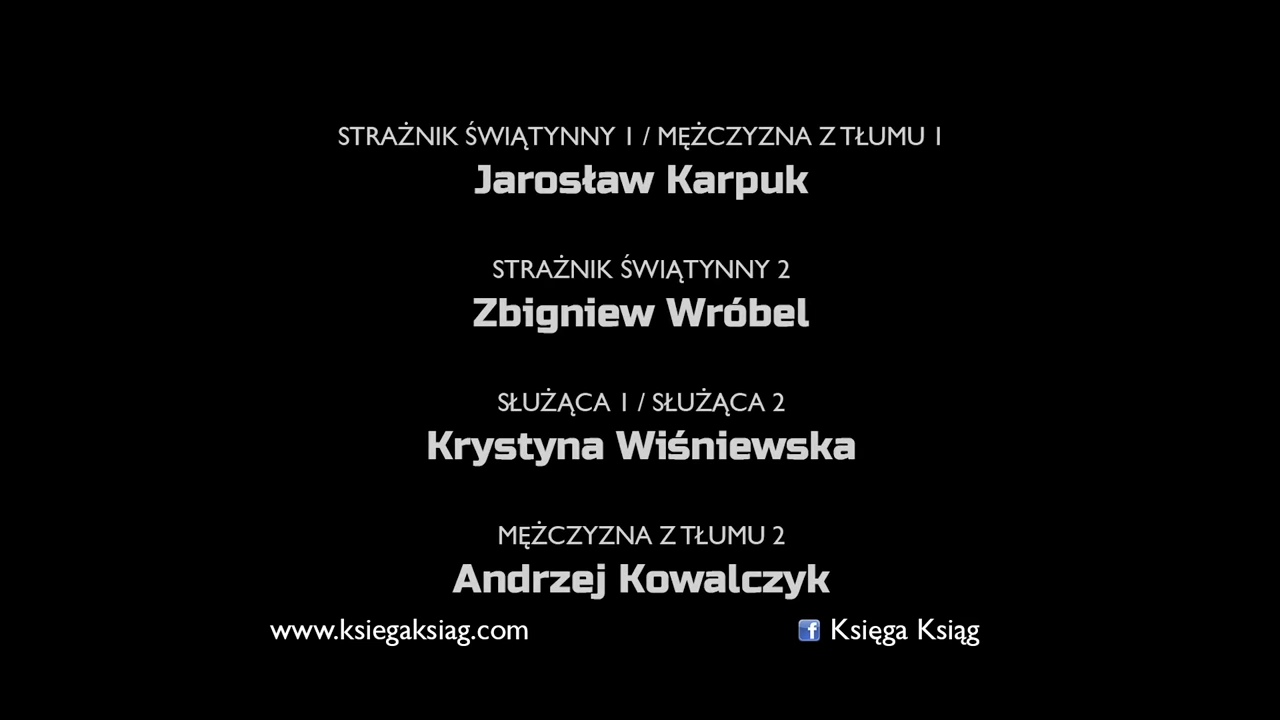 STRAŻNIK ŚWIĄTYNNY 1 / MĘŻCZYZNA Z TŁUMU 1
Jarosław Karpuk
STRAŻNIK ŚWIĄTYNNY 2
Zbigniew Wróbel
SŁUŻĄCA 1 / SŁUŻĄCA 2
Krystyna Wiśniewska
MĘŻCZYZNA Z TŁUMU 2
Andrzej Kowalczyk
www.ksiegaksiag.com
f Księga Ksiąg